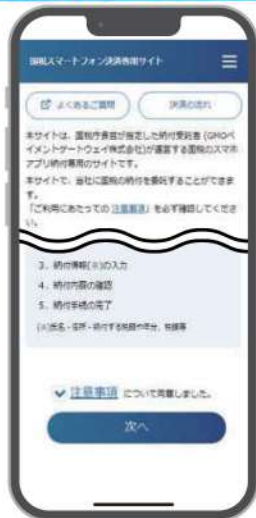 国税スマートフォン決済専用サイト
よくあるご質問
決済の流れ
本サイトは、国税庁長官が指定した納付受託者 (GMOペ
イメントゲートウェイ株式会社)が運営する国税のスマホ
アプリ納付専用のサイトです。
本サイトで、当社に国税の納付を委託することができま
す。
「ご利用にあたっての 注意事項」を必ず確認してくださ
い。
3. 納付情報(※)の入力
4. 納付内容の確認
5. 納付手続の完了
(※)氏名・住所・納付する税目や年分、税額等
注意事項 について同意しました。
次へ